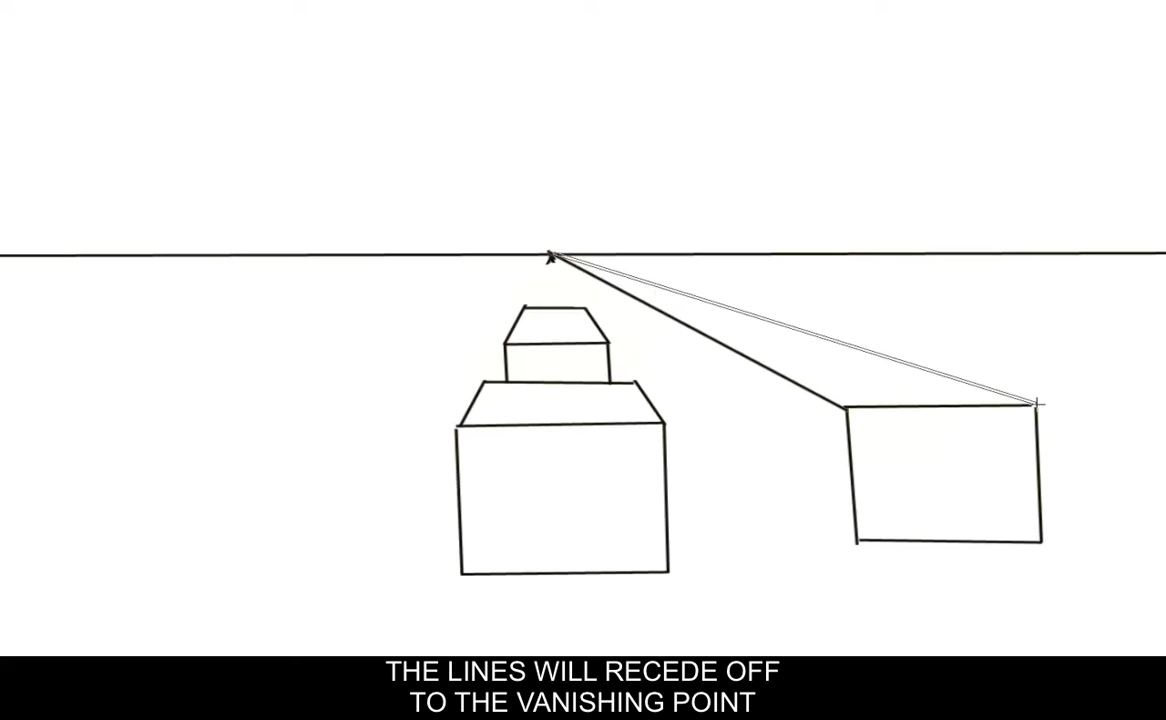 THE LINES WILL RECEDE OFF
TO THE VANISHING POINT